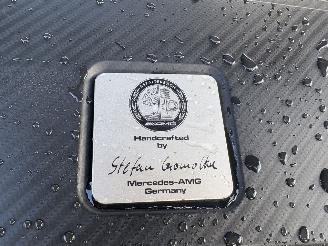 Handcrafted
by
Stefan
Mercedes-AMG
Germany